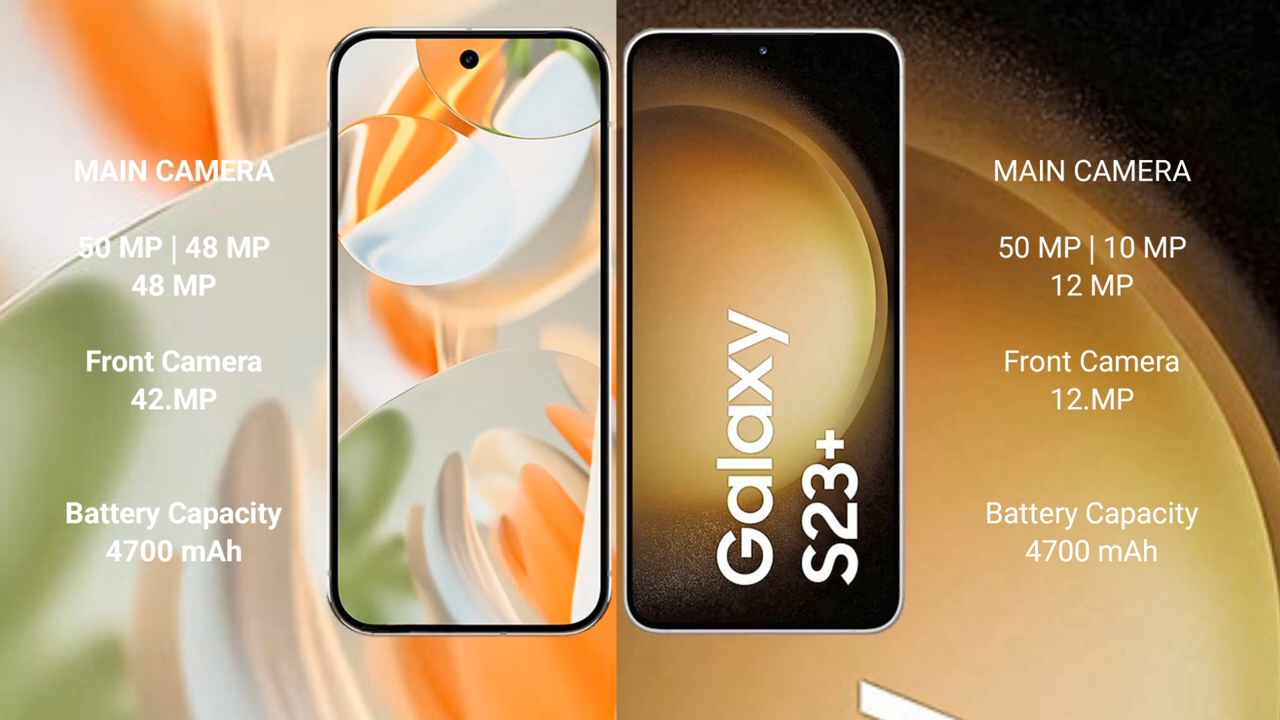 MAIN CAMERA
50 MP | 48 MP
48 MP
Front Camera
42.MP
Battery Capacity
4700 mAh
Galaxy
S23+
MAIN CAMERA
50 MP | 10 MP
12 MP
Front Camera
12.MP
Battery Capacity
4700 mAh